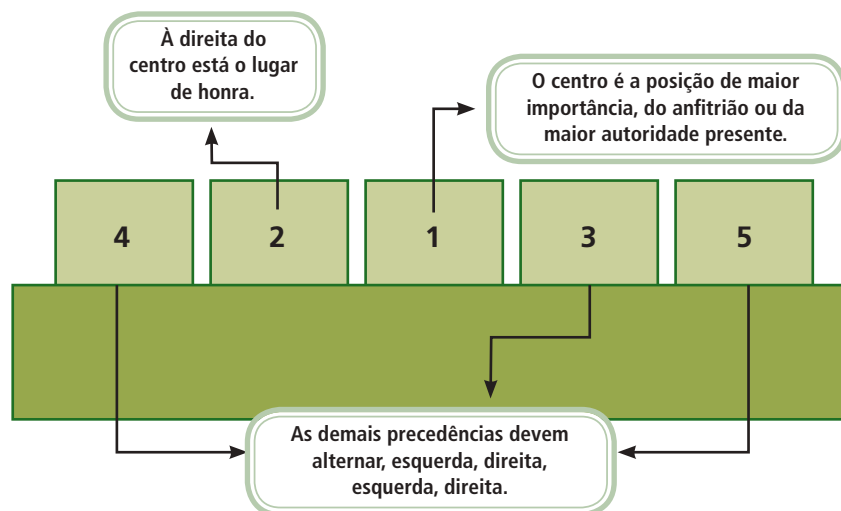 À direita do
centro está o lugar
de honra.
O centro é a posição de maior
importância, do anfitrião ou da
maior autoridade presente.
4 2 1 3 5
As demais precedências devem
alternar, esquerda, direita,
esquerda, direita.